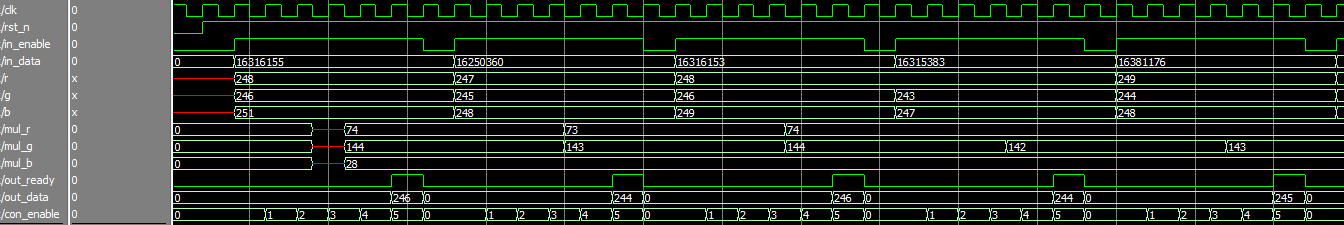 /clk 0
/rst_n 0
/in_enable 0
/in_data 0 0 16316155 16250360 16316153 16315383 16381176
/r x 248 247 248 249
/g x 246 245 246 243 244
/b x 251 248 249 247 248
/mul_r 0 0 74 73 74
/mul_g 0 0 144 143 144 142 143
/mul_b 0 0 28
/out_ready 0
/out_data 0 0 246 0 244 0 246 0 244 0 245 0
/con_enable 0 0 1 2 3 4 5 0 1 2 3 4 5 0 1 2 3 4 5 0 1 2 3 4 5 0 1 2 3 4 5 0